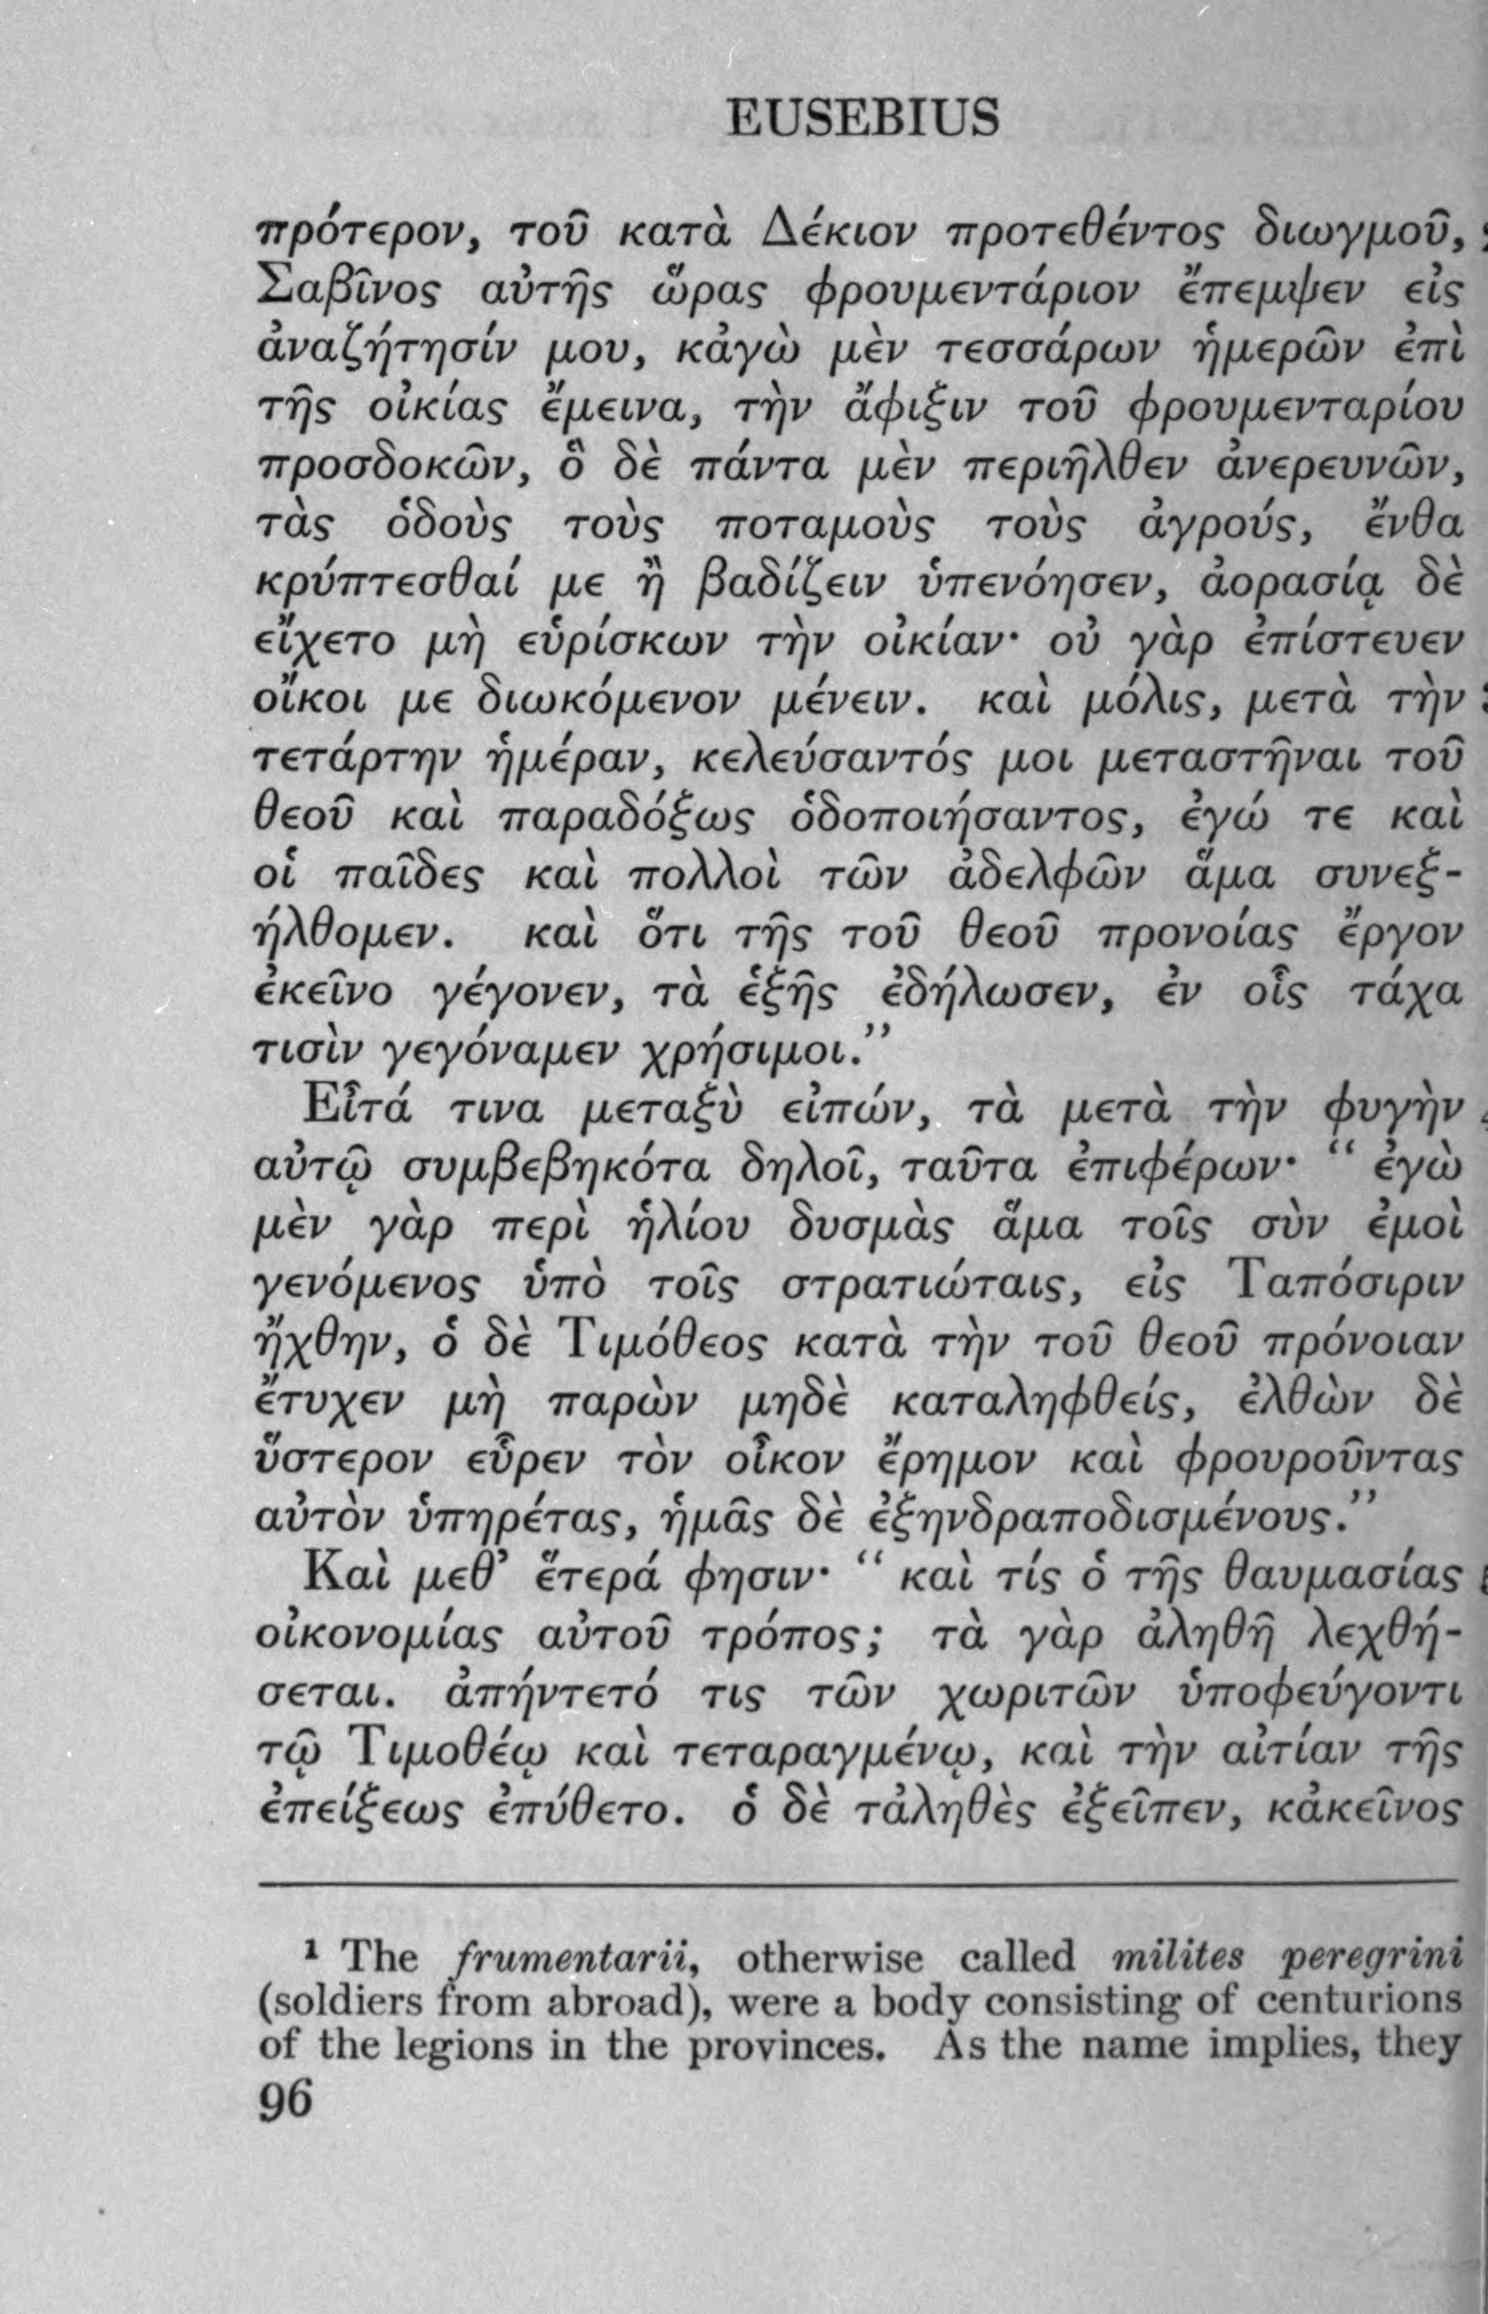 EUSEBIUS
πρότερον, τοῦ κατὰ Δέκιον προτεθέντος διωγμοῦ,
Σαβῖνος αὐτῆς ὥρας φρουμεντάριον ἔπεμψεν εἰς
ἀναζήτησίν μου, κἀγὼ μὲν τεσσάρων ἡμερῶν ἐπὶ
τῆς οἰκίας ἔμεινα, τὴν ἄφιξιν τοῦ φρουμενταρίου
προσδοκῶν, ὃ δὲ πάντα μὲν περιῆλθεν ἀνερευνῶν,
τὰς ὁδοὺς τοὺς ποταμοὺς τοὺς ἀγρούς, ἔνθα
κρύπτεσθαί με ἢ βαδίζειν ὑπενόησεν, ἀορασίᾳ δὲ
εἴχετο μὴ εὑρίσκων τὴν οἰκίαν· οὐ γὰρ ἐπίστευεν
οἴκοι με διωκόμενον μένειν. καὶ μόλις, μετὰ τὴν
τετάρτην ἡμέραν, κελεύσαντός μοι μεταστῆναι τοῦ
θεοῦ καὶ παραδόξως ὁδοποιήσαντος, ἐγώ τε καὶ
οἱ παῖδες καὶ πολλοὶ τῶν ἀδελφῶν ἅμα συνεξ-
ήλθομεν. καὶ ὅτι τῆς τοῦ θεοῦ προνοίας ἔργον
ἐκεῖνο γέγονεν, τὰ ἑξῆς ἐδήλωσεν, ἐν οἷς τάχα
τισὶν γεγόναμεν χρήσιμοι.”
Εἶτά τινα μεταξὺ εἰπών, τὰ μετὰ τὴν φυγὴν
αὐτῷ συμβεβηκότα δηλοῖ, ταῦτα ἐπιφέρων· “ ἐγὼ
μὲν γὰρ περὶ ἡλίου δυσμὰς ἅμα τοῖς σὺν ἐμοὶ
γενόμενος ὑπὸ τοῖς στρατιώταις, εἰς Ταπόσιριν
ἤχθην, ὁ δὲ Τιμόθεος κατὰ τὴν τοῦ θεοῦ πρόνοιαν
ἔτυχεν μὴ παρὼν μηδὲ καταληφθείς, ἐλθὼν δὲ
ὕστερον εὗρεν τὸν οἶκον ἔρημον καὶ φρουροῦντας
αὐτὸν ὑπηρέτας, ἡμᾶς δὲ ἐξηνδραποδισμένους.”
Καὶ μεθ’ ἕτερά φησιν· “ καὶ τίς ὁ τῆς θαυμασίας
οἰκονομίας αὐτοῦ τρόπος; τὰ γὰρ ἀληθῆ λεχθή-
σεται. ἀπήντετό τις τῶν χωριτῶν ὑποφεύγοντι
τῷ Τιμοθέῳ καὶ τεταραγμένῳ, καὶ τὴν αἰτίαν τῆς
ἐπείξεως ἐπύθετο. ὁ δὲ τἀληθὲς ἐξεῖπεν, κἀκεῖνος
¹ The frumentarii, otherwise called milites peregrini
(soldiers from abroad), were a body consisting of centurions
of the legions in the provinces. As the name implies, they
96